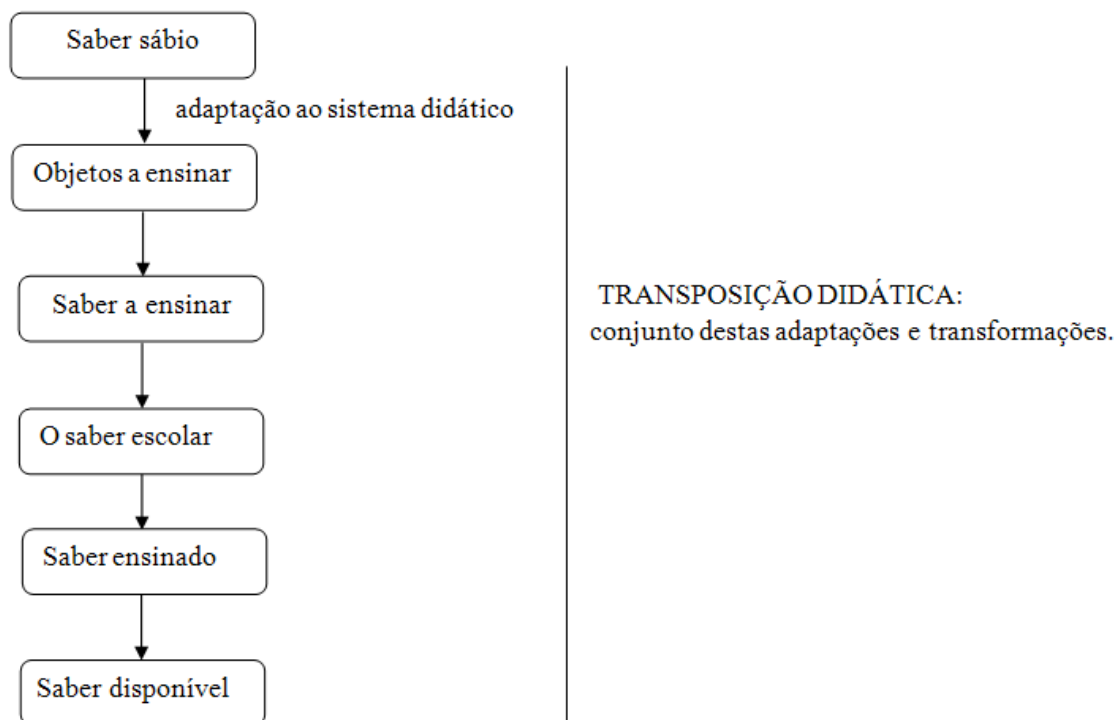 Saber sábio
adaptação ao sistema didático
Objetos a ensinar
Saber a ensinar
O saber escolar
Saber ensinado
Saber disponível
TRANSPOSIÇÃO DIDÁTICA:
conjunto destas adaptações e transformações.